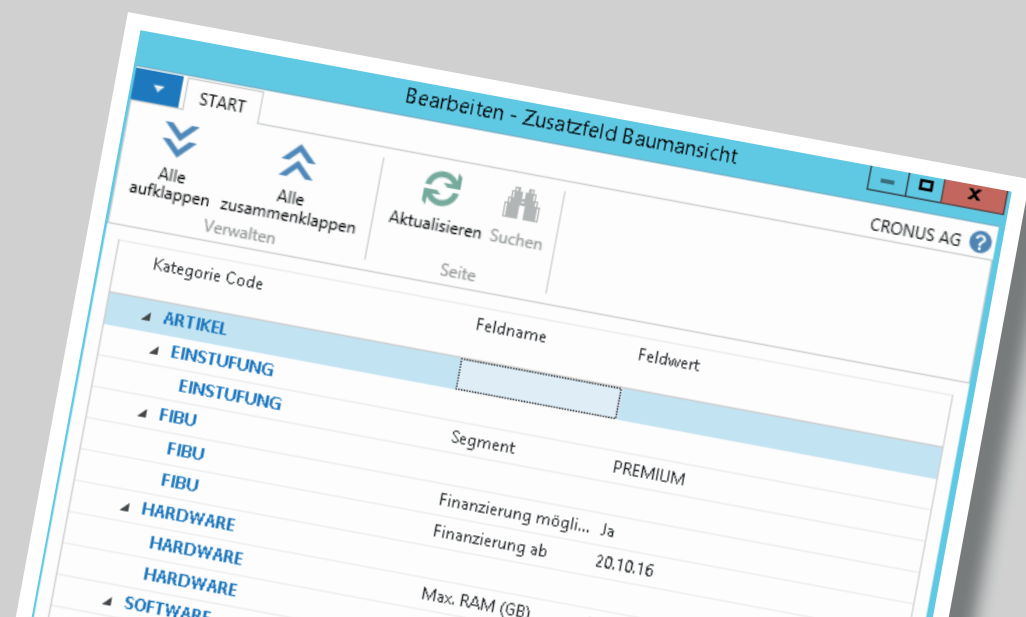 Bearbeiten - Zusatzfeld Baumansicht
START
CRONUS AG
Alle aufklappen
Alle zusammenklappen
Aktualisieren
Suchen
Verwalten
Seite
Kategorie Code Feldname Feldwert
ARTIKEL
EINSTUFUNG
EINSTUFUNG Segment PREMIUM
FIBU
FIBU Finanzierung mögli... Ja
FIBU Finanzierung ab 20.10.16
HARDWARE
HARDWARE Max. RAM (GB)
HARDWARE
SOFTWARE